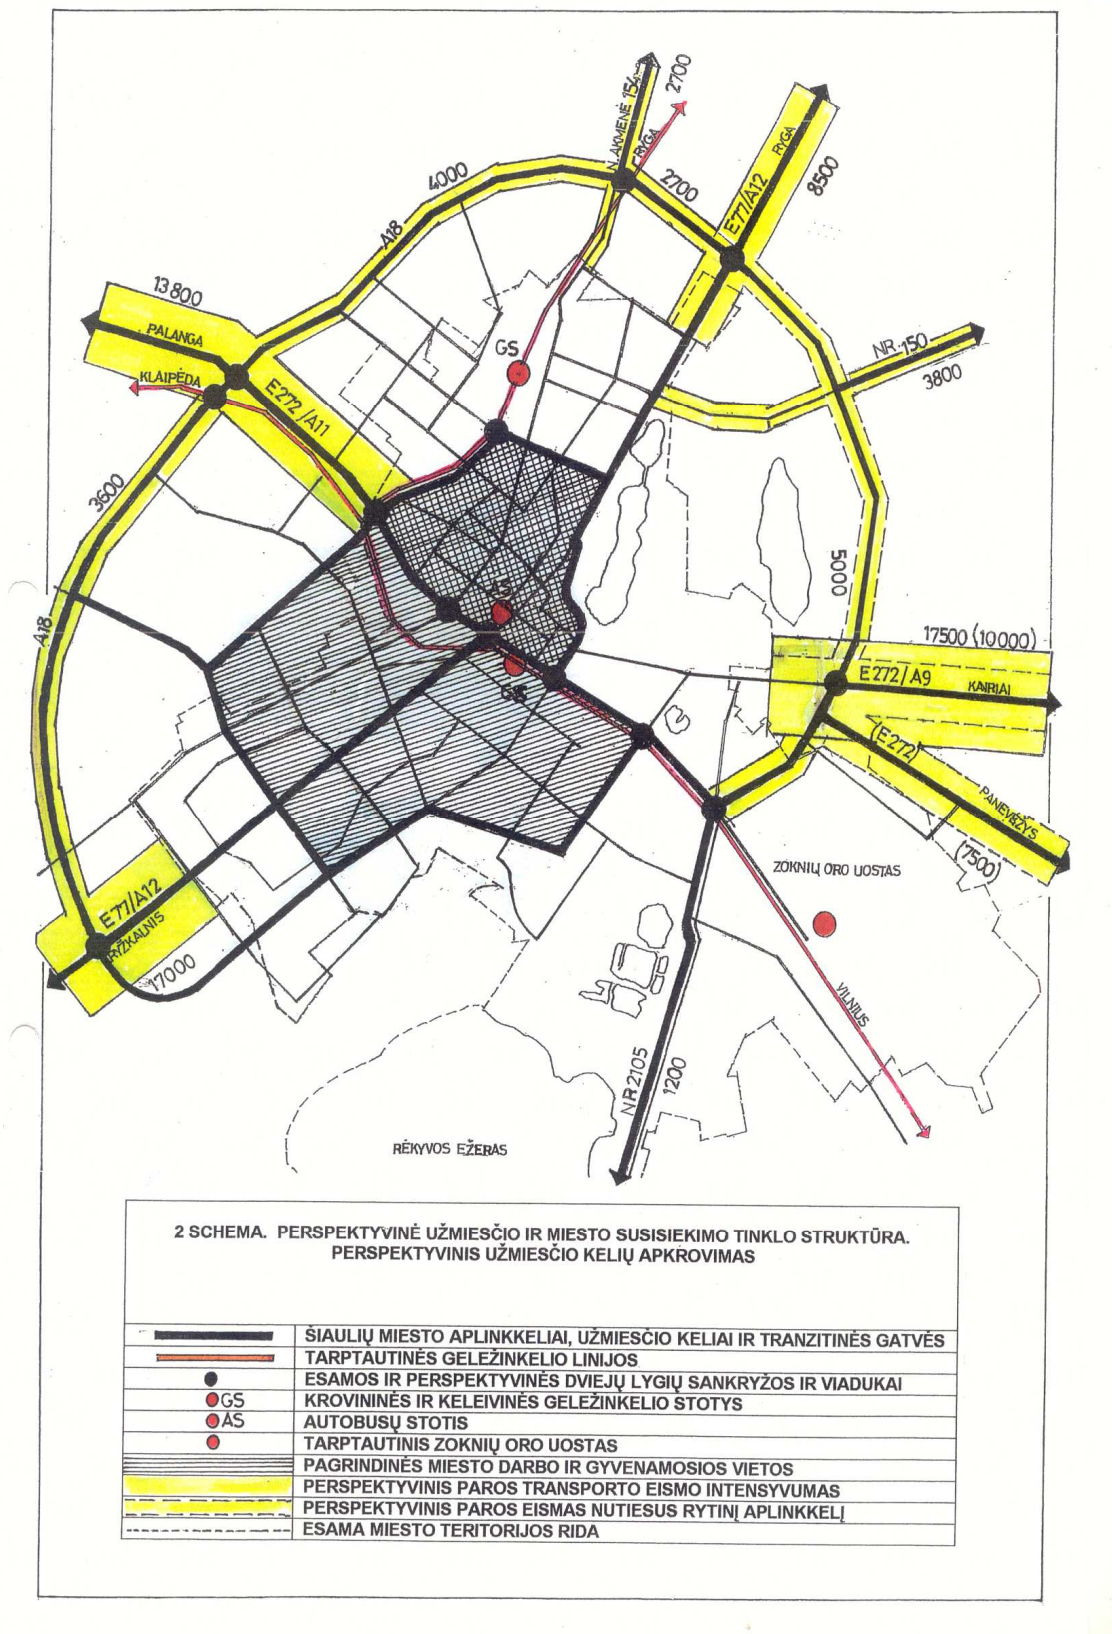 N. AKMENĖ 154
2700
RYGA
RYGA
8500
E77/A12
2700
4000
A18
13800
PALANGA
KLAIPĖDA
E272/A11
GS
NR. 150
3800
3600
5000
A18
AS
GS
17500 (10000)
E272/A9
KAIRIAI
(E272)
PANEVĖŽYS
(7500)
E77/A12
RYŽKALNIS
17000
ZOKNIŲ ORO UOSTAS
VILNIUS
NR 2105
1200
RĖKYVOS EŽERAS
2 SCHEMA. PERSPEKTYVINĖ UŽMIESČIO IR MIESTO SUSISIEKIMO TINKLO STRUKTŪRA.
PERSPEKTYVINIS UŽMIESČIO KELIŲ APKROVIMAS
ŠIAULIŲ MIESTO APLINKKELIAI, UŽMIESČIO KELIAI IR TRANZITINĖS GATVĖS
TARPTAUTINĖS GELEŽINKELIO LINIJOS
ESAMOS IR PERSPEKTYVINĖS DVIEJŲ LYGIŲ SANKRYŽOS IR VIADUKAI
GS KROVININĖS IR KELEIVINĖS GELEŽINKELIO STOTYS
AS AUTOBUSŲ STOTIS
TARPTAUTINIS ZOKNIŲ ORO UOSTAS
PAGRINDINĖS MIESTO DARBO IR GYVENAMOSIOS VIETOS
PERSPEKTYVINIS PAROS TRANSPORTO EISMO INTENSYVUMAS
PERSPEKTYVINIS PAROS EISMAS NUTIESUS RYTINĮ APLINKKELĮ
ESAMA MIESTO TERITORIJOS RIDA